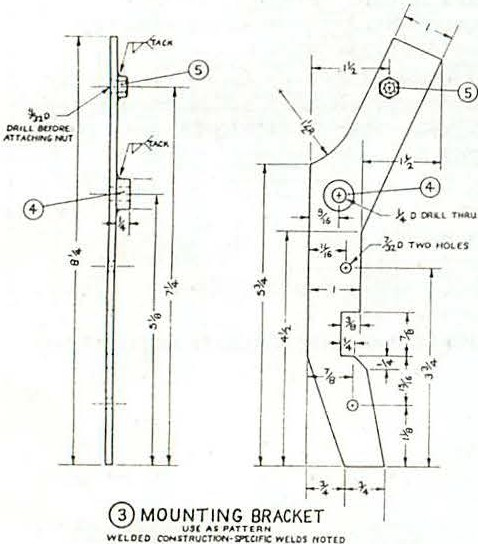 TACK
5
9/32 D
DRILL BEFORE
ATTACHING NUT
TACK
4
1/4
8 1/4
7 1/4
5 1/8
1
1 1/2
5
1 1/2
4
9/16
1/4 D DRILL THRU
11/16
7/32 D TWO HOLES
1
5 3/4
4 1/2
3/8
1/4
7/8
1/4
7/8
13/16
3 3/4
1 1/8
3/4
3/4
3 MOUNTING BRACKET
USE AS PATTERN
WELDED CONSTRUCTION-SPECIFIC WELDS NOTED